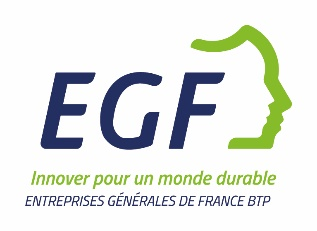 EGF
Innover pour un monde durable
ENTREPRISES GÉNÉRALES DE FRANCE BTP